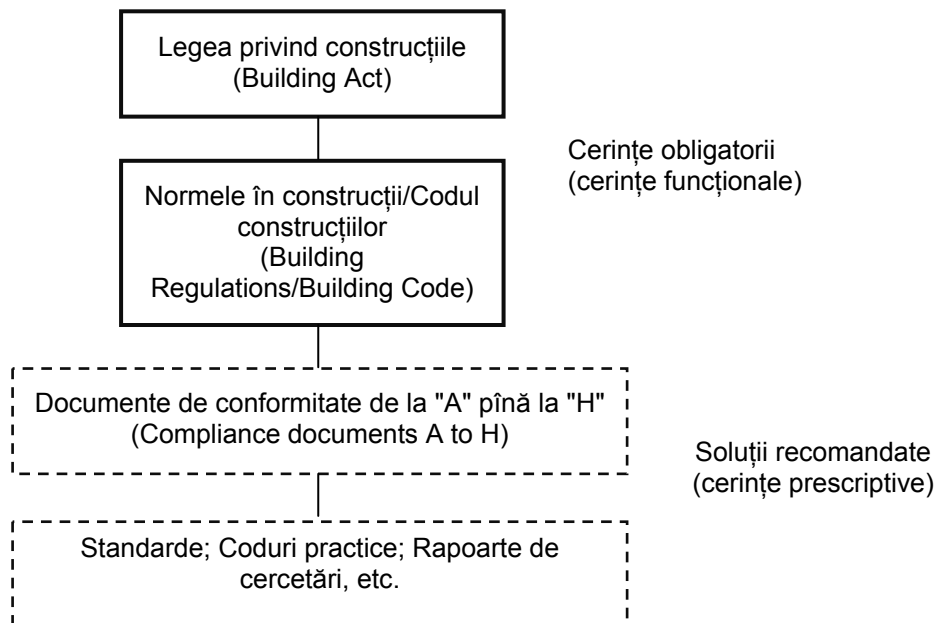 Legea privind construcțiile
(Building Act)
Cerințe obligatorii
(cerințe funcționale)
Normele în construcții/Codul
construcțiilor
(Building
Regulations/Building Code)
Documente de conformitate de la "A" pînă la "H"
(Compliance documents A to H)
Soluții recomandate
(cerințe prescriptive)
Standarde; Coduri practice; Rapoarte de
cercetări, etc.